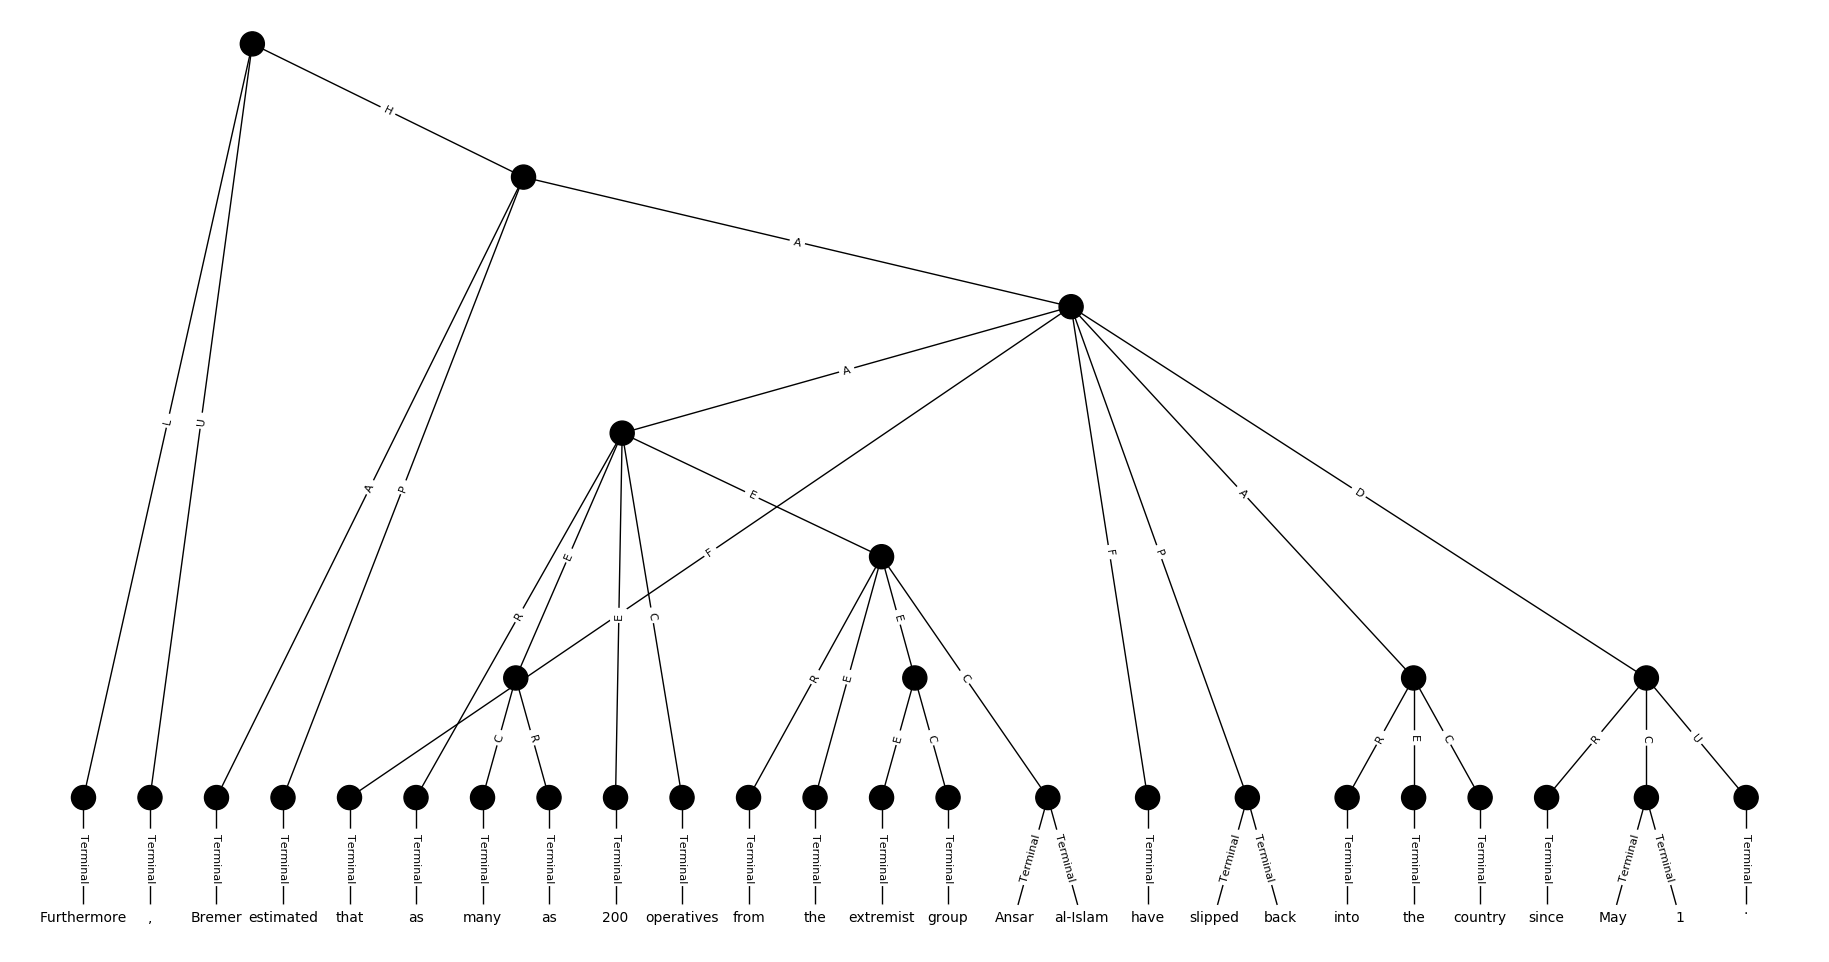 H
A
A
L
U
A
P
E
A
D
F
E
F
P
R
E
C
R
E
E
C
C
R
E
C
R
E
C
R
C
U
Terminal Terminal Terminal Terminal Terminal Terminal Terminal Terminal Terminal Terminal Terminal Terminal Terminal Terminal Terminal Terminal Terminal Terminal Terminal Terminal Terminal Terminal Terminal Terminal Terminal Terminal
Furthermore , Bremer estimated that as many as 200 operatives from the extremist group Ansar al-Islam have slipped back into the country since May 1 .